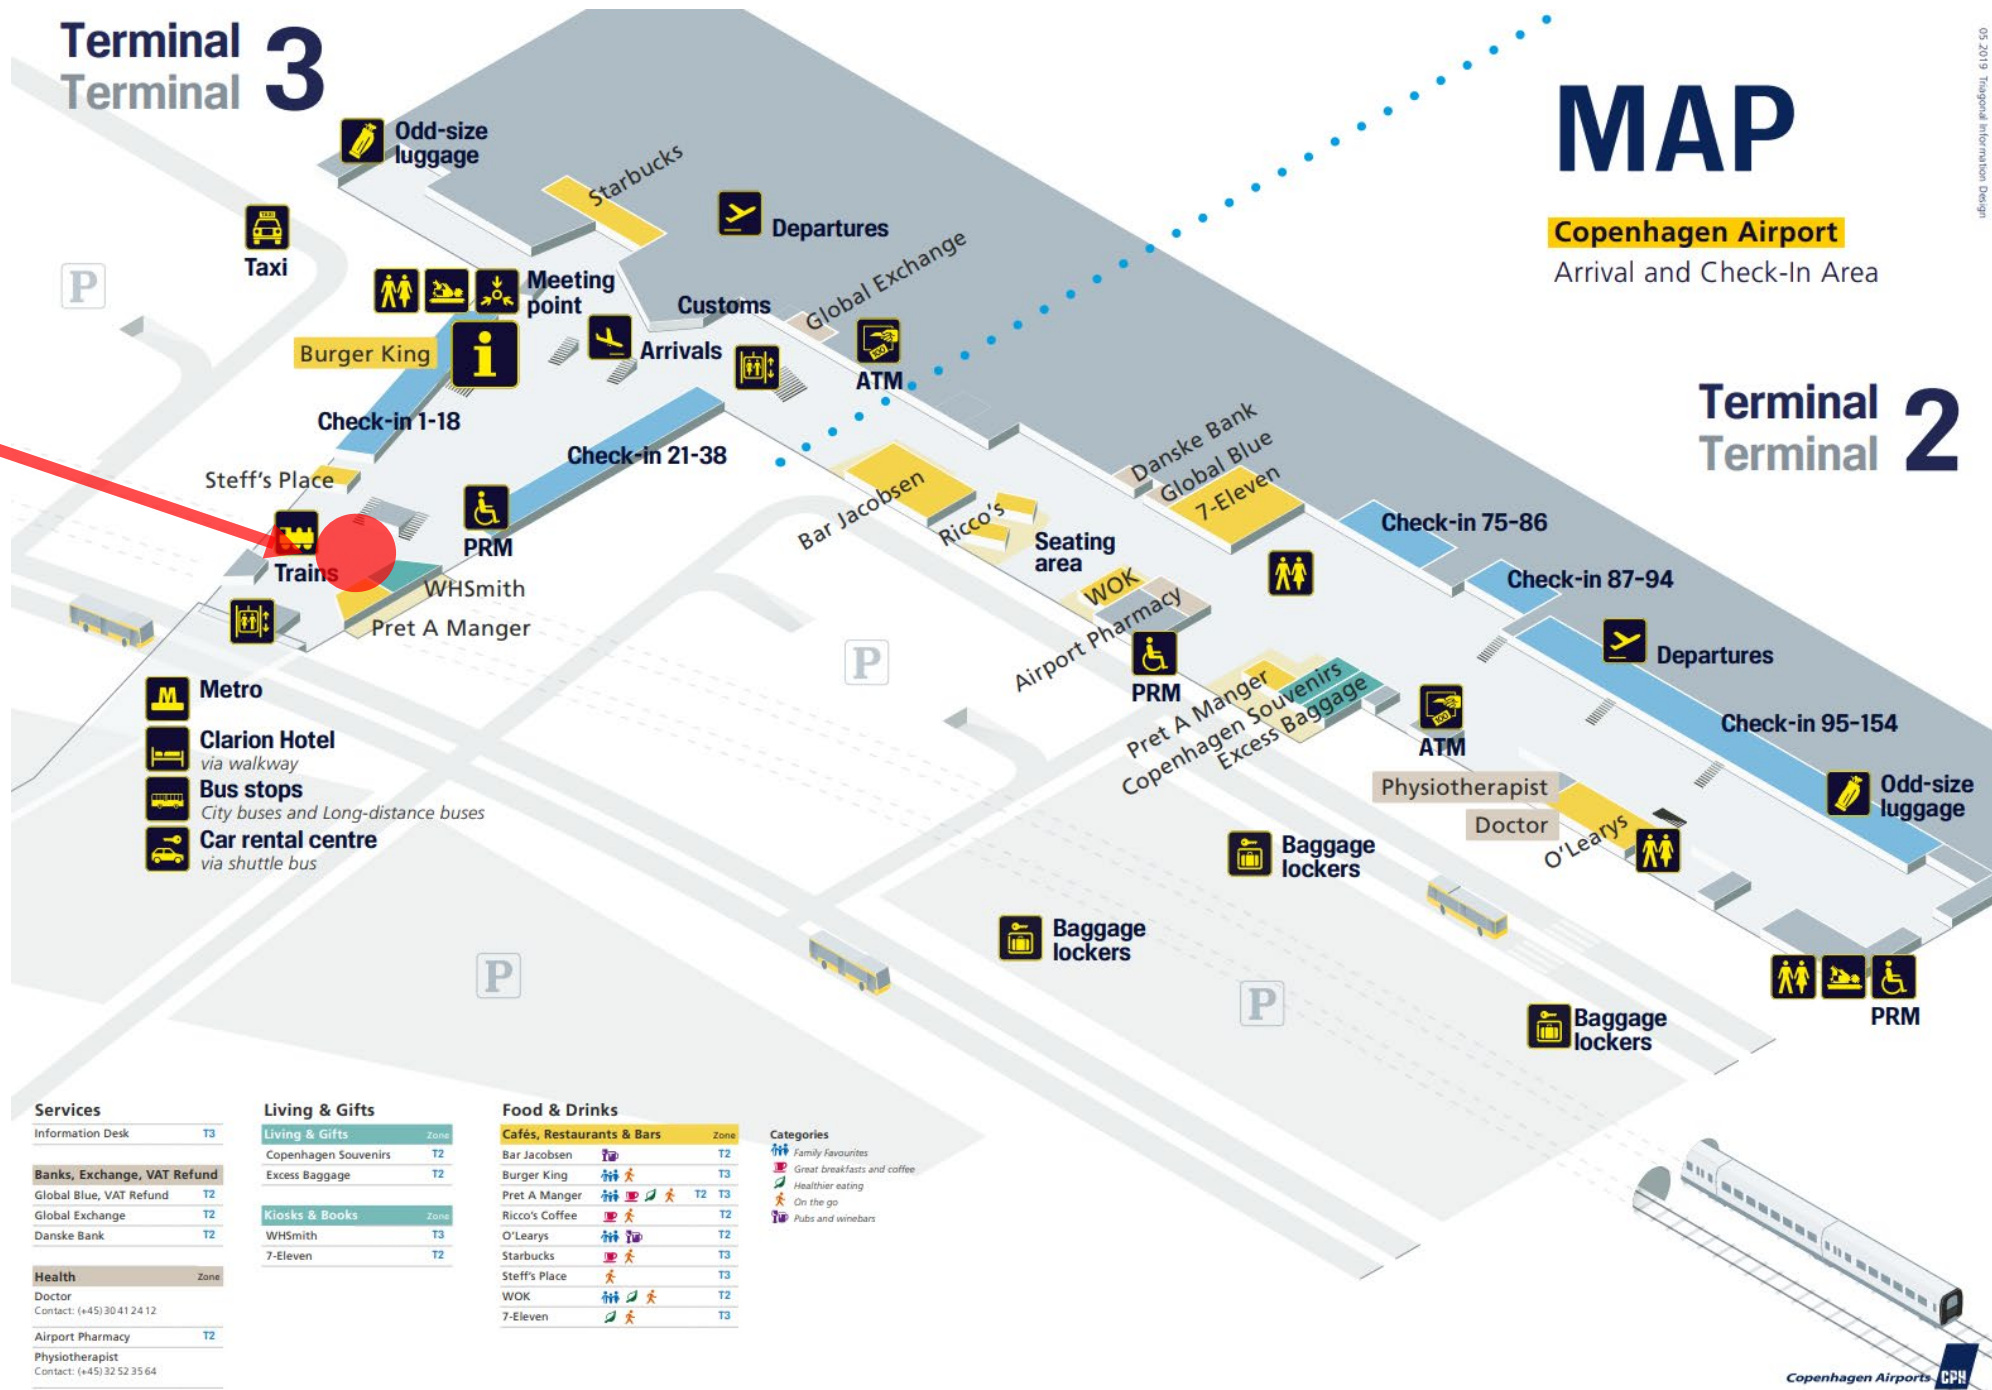 Terminal 3
Terminal
05.2019 Triagonal Information Design
MAP
Copenhagen Airport
Arrival and Check-In Area
Odd-size
luggage
Starbucks
Departures
Taxi
P
Meeting
point
Customs
Global Exchange
Burger King
i
Arrivals
ATM
Check-in 1-18
Check-in 21-38
Terminal 2
Terminal
Steff's Place
Danske Bank
Global Blue
7-Eleven
Bar Jacobsen
Ricco's
Seating
area
Check-in 75-86
Check-in 87-94
PRM
Trains
WHSmith
Pret A Manger
WOK
Airport Pharmacy
PRM
P
Departures
Check-in 95-154
Pret A Manger
Copenhagen Souvenirs
Excess Baggage
ATM
M Metro
Clarion Hotel
via walkway
Bus stops
City buses and Long-distance buses
Car rental centre
via shuttle bus
Physiotherapist
Doctor
O'Learys
Odd-size
luggage
Baggage
lockers
Baggage
lockers
P
P
Baggage
lockers
PRM
Services
Information Desk T3
Banks, Exchange, VAT Refund
Global Blue, VAT Refund T2
Global Exchange T2
Danske Bank T2
Health Zone
Doctor
Contact: (+45) 30 41 24 12
Airport Pharmacy T2
Physiotherapist
Contact: (+45) 32 52 35 64
Living & Gifts
Living & Gifts Zone
Copenhagen Souvenirs T2
Excess Baggage T2
Kiosks & Books Zone
WHSmith T3
7-Eleven T2
Food & Drinks
Cafés, Restaurants & Bars Zone
Bar Jacobsen T2
Burger King T3
Pret A Manger T2 T3
Ricco's Coffee T2
O'Learys T2
Starbucks T3
Steff's Place T3
WOK T2
7-Eleven T3
Categories
Family Favourites
Great breakfasts and coffee
Healthier eating
On the go
Pubs and winebars
Copenhagen Airports CPH